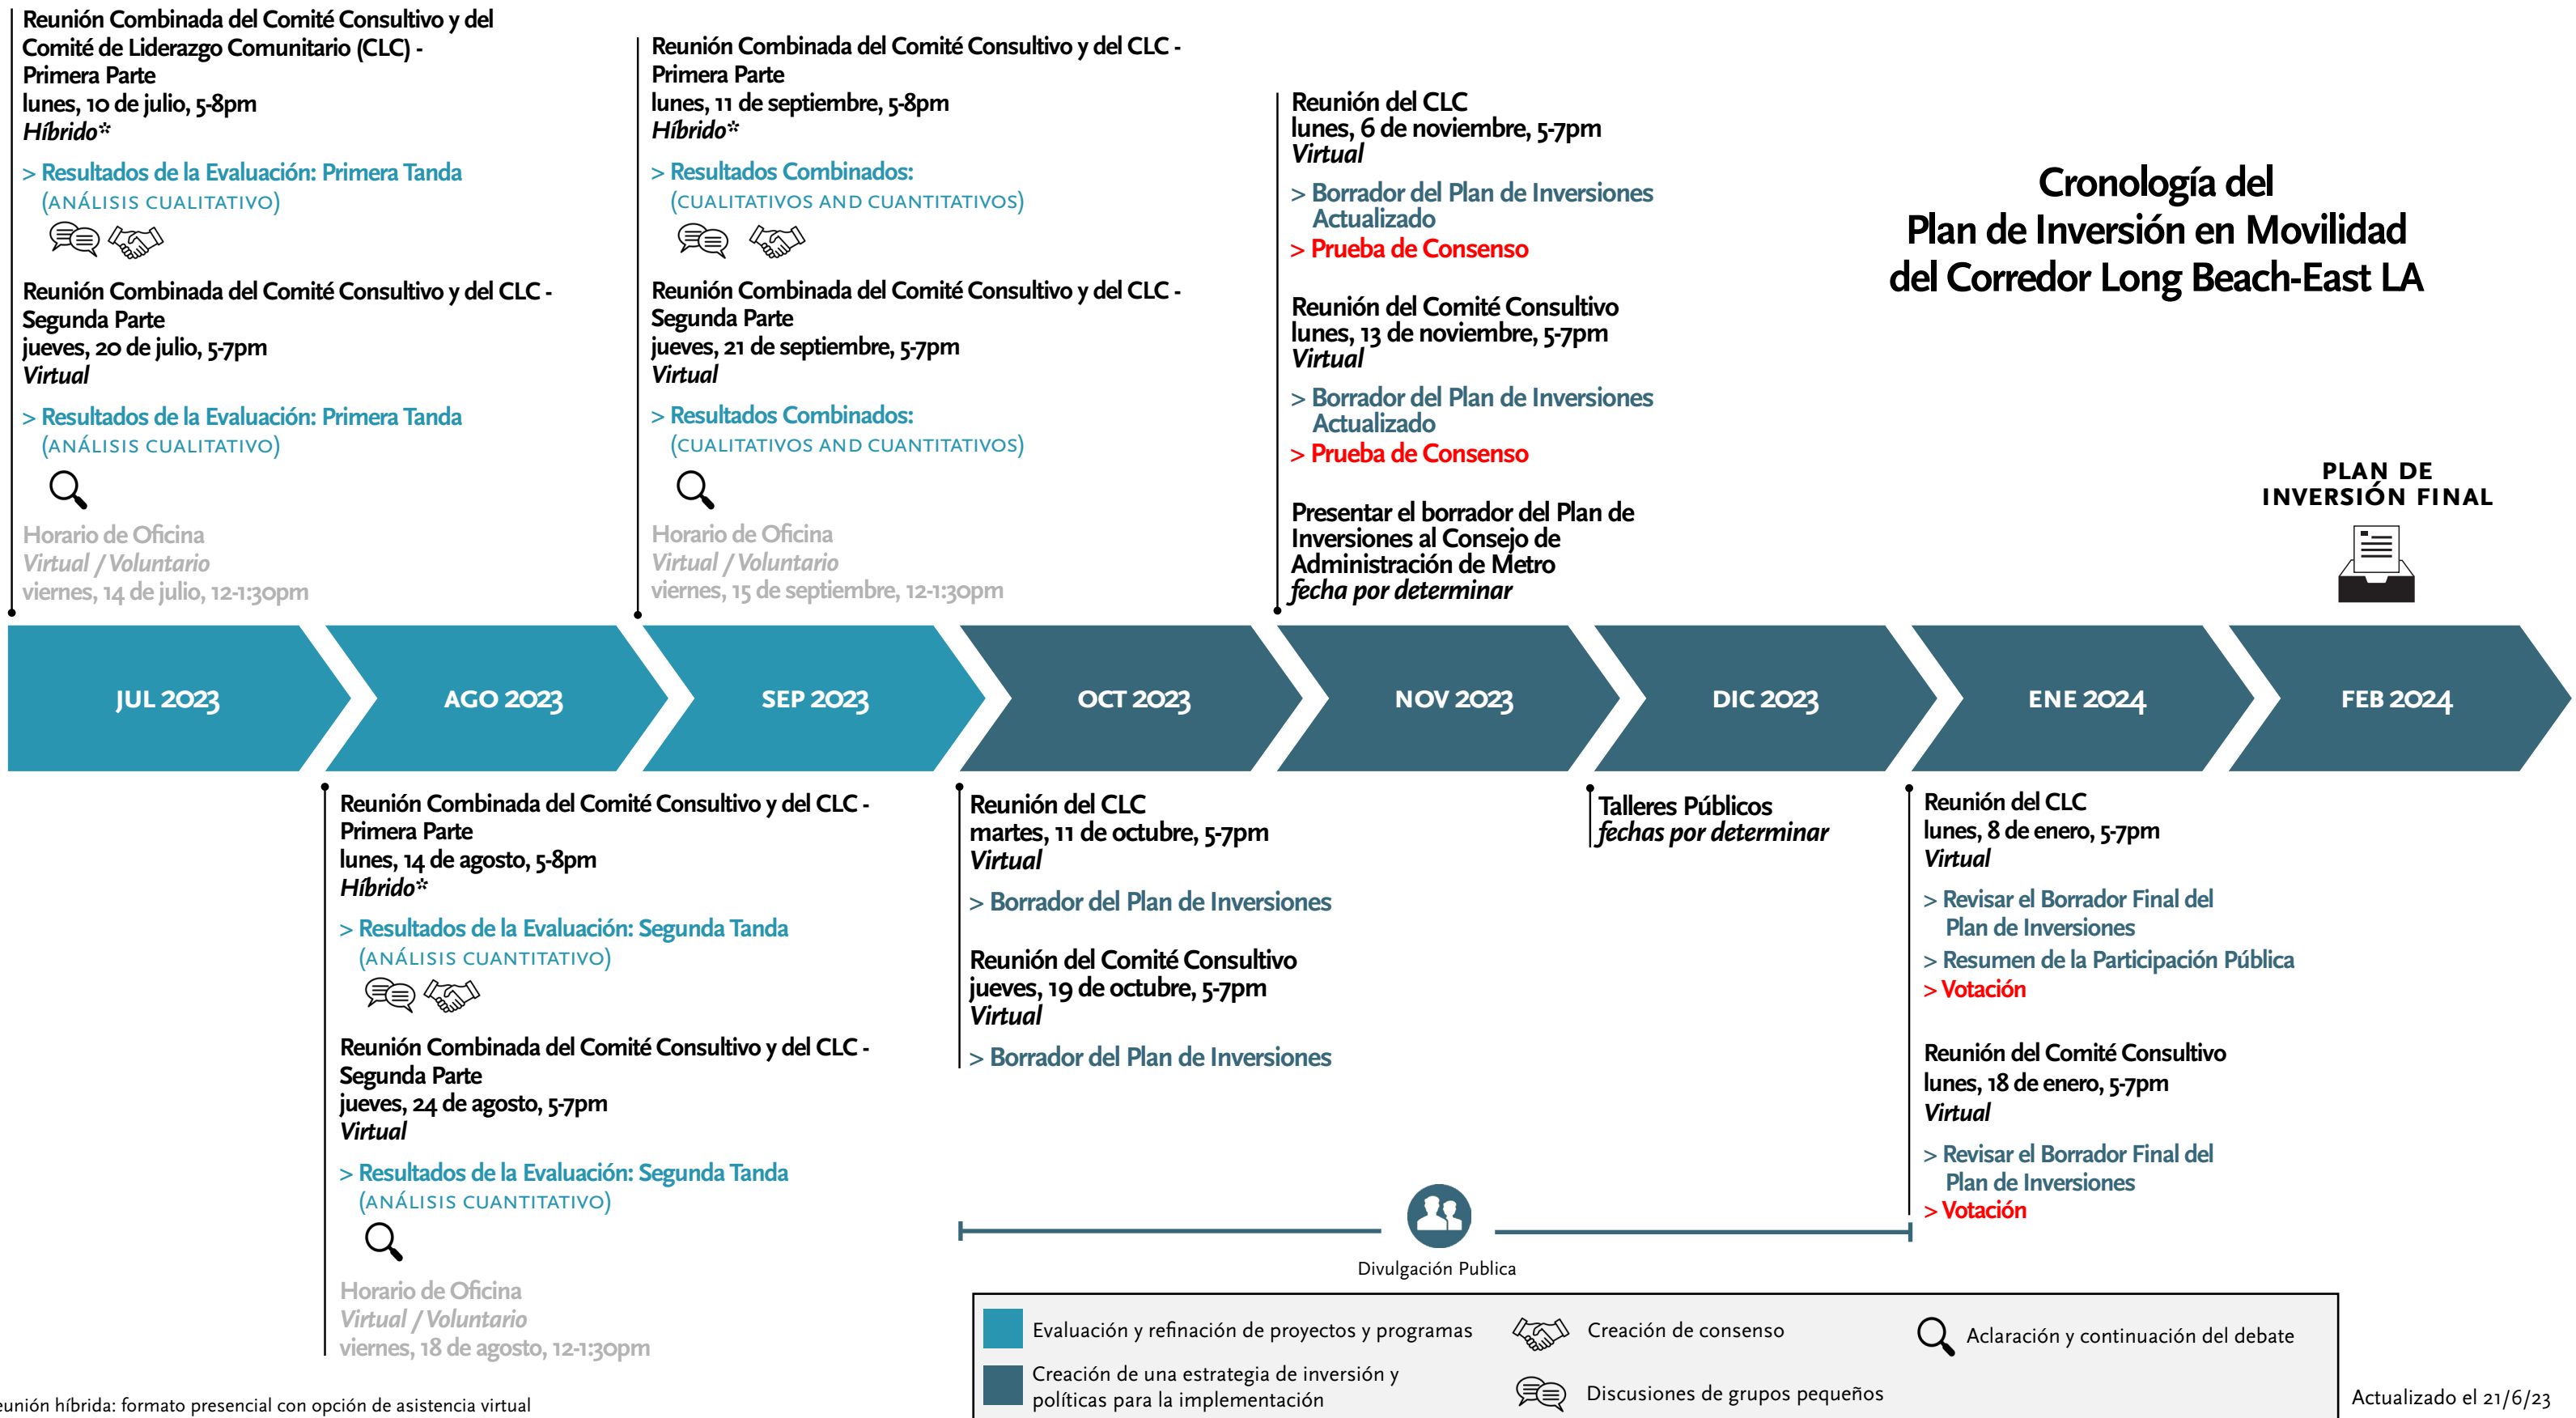 Reunión Combinada del Comité Consultivo y del
Comité de Liderazgo Comunitario (CLC) -
Primera Parte
lunes, 10 de julio, 5-8pm
Híbrido*
> Resultados de la Evaluación: Primera Tanda
(ANÁLISIS CUALITATIVO)
Reunión Combinada del Comité Consultivo y del CLC -
Segunda Parte
jueves, 20 de julio, 5-7pm
Virtual
> Resultados de la Evaluación: Primera Tanda
(ANÁLISIS CUALITATIVO)
Horario de Oficina
Virtual / Voluntario
viernes, 14 de julio, 12-1:30pm
Reunión Combinada del Comité Consultivo y del CLC -
Primera Parte
lunes, 11 de septiembre, 5-8pm
Híbrido*
> Resultados Combinados:
(CUALITATIVOS AND CUANTITATIVOS)
Reunión Combinada del Comité Consultivo y del CLC -
Segunda Parte
jueves, 21 de septiembre, 5-7pm
Virtual
> Resultados Combinados:
(CUALITATIVOS AND CUANTITATIVOS)
Horario de Oficina
Virtual / Voluntario
viernes, 15 de septiembre, 12-1:30pm
Reunión del CLC
lunes, 6 de noviembre, 5-7pm
Virtual
> Borrador del Plan de Inversiones
Actualizado
> Prueba de Consenso
Reunión del Comité Consultivo
lunes, 13 de noviembre, 5-7pm
Virtual
> Borrador del Plan de Inversiones
Actualizado
> Prueba de Consenso
Presentar el borrador del Plan de
Inversiones al Consejo de
Administración de Metro
fecha por determinar
Cronología del
Plan de Inversión en Movilidad
del Corredor Long Beach-East LA
PLAN DE
INVERSIÓN FINAL
JUL 2023
AGO 2023
SEP 2023
OCT 2023
NOV 2023
DIC 2023
ENE 2024
FEB 2024
Reunión Combinada del Comité Consultivo y del CLC -
Primera Parte
lunes, 14 de agosto, 5-8pm
Híbrido*
> Resultados de la Evaluación: Segunda Tanda
(ANÁLISIS CUANTITATIVO)
Reunión Combinada del Comité Consultivo y del CLC -
Segunda Parte
jueves, 24 de agosto, 5-7pm
Virtual
> Resultados de la Evaluación: Segunda Tanda
(ANÁLISIS CUANTITATIVO)
Horario de Oficina
Virtual / Voluntario
viernes, 18 de agosto, 12-1:30pm
Reunión del CLC
martes, 11 de octubre, 5-7pm
Virtual
> Borrador del Plan de Inversiones
Reunión del Comité Consultivo
jueves, 19 de octubre, 5-7pm
Virtual
> Borrador del Plan de Inversiones
Talleres Públicos
fechas por determinar
Reunión del CLC
lunes, 8 de enero, 5-7pm
Virtual
> Revisar el Borrador Final del
Plan de Inversiones
> Resumen de la Participación Pública
> Votación
Reunión del Comité Consultivo
lunes, 18 de enero, 5-7pm
Virtual
> Revisar el Borrador Final del
Plan de Inversiones
> Votación
Divulgación Publica
Evaluación y refinación de proyectos y programas
Creación de una estrategia de inversión y
políticas para la implementación
Creación de consenso
Discusiones de grupos pequeños
Aclaración y continuación del debate
eunión híbrida: formato presencial con opción de asistencia virtual
Actualizado el 21/6/23